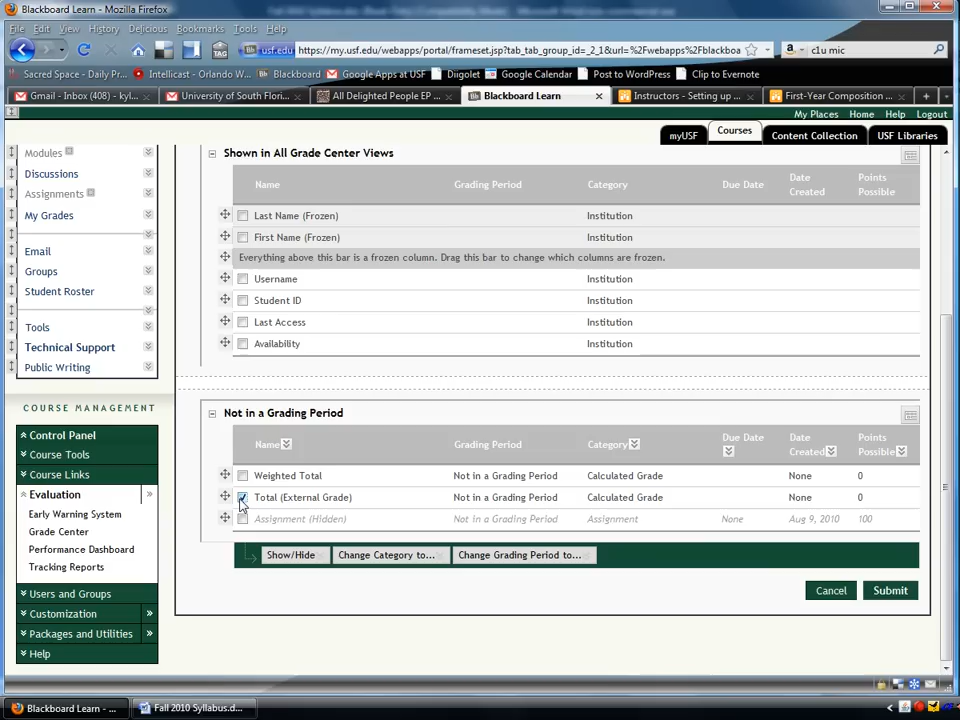 Blackboard Learn - Mozilla Firefox
File Edit View History Delicious Bookmarks Tools Help
TAG usf.edu https://my.usf.edu/webapps/portal/frameset.jsp?tab_tab_group_id=_2_1&url=%2Fwebapps%2Fblackboa a c1u mic
Sacred Space - Daily Pr... Intellicast - Orlando W... Blackboard Google Apps at USF Diigolet Google Calendar Post to WordPress Clip to Evernote
Gmail - Inbox (408) - kyl... University of South Flori... All Delighted People EP ... Blackboard Learn Instructors - Setting up ... First-Year Composition ...
My Places Home Help Logout
myUSF Courses Content Collection USF Libraries
Modules
Discussions
Assignments
My Grades
Email
Groups
Student Roster
Tools
Technical Support
Public Writing
COURSE MANAGEMENT
Control Panel
Course Tools
Course Links
Evaluation
Early Warning System
Grade Center
Performance Dashboard
Tracking Reports
Users and Groups
Customization
Packages and Utilities
Help
Shown in All Grade Center Views
Name Grading Period Category Due Date Date Created Points Possible
Last Name (Frozen) Institution
First Name (Frozen) Institution
Everything above this bar is a frozen column. Drag this bar to change which columns are frozen.
Username Institution
Student ID Institution
Last Access Institution
Availability Institution
Not in a Grading Period
Name Grading Period Category Due Date Date Created Points Possible
Weighted Total Not in a Grading Period Calculated Grade None 0
Total (External Grade) Not in a Grading Period Calculated Grade None 0
Assignment (Hidden) Not in a Grading Period Assignment None Aug 9, 2010 100
Show/Hide Change Category to... Change Grading Period to...
Cancel Submit
Blackboard Learn - ... Fall 2010 Syllabus.d...